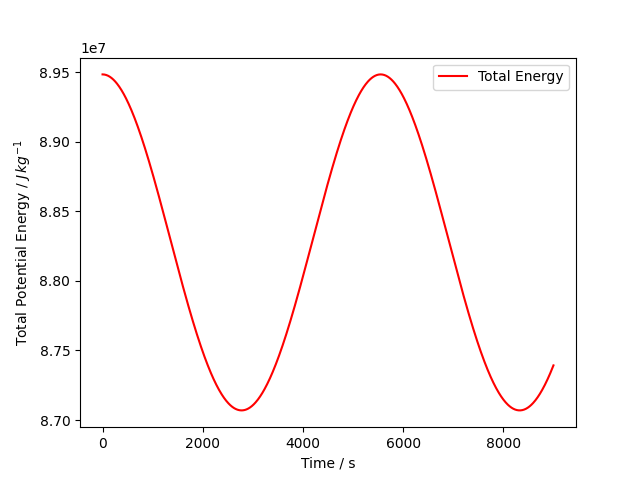 1e7
Total Energy
8.95
8.90
8.85
8.80
8.75
8.70
Total Potential Energy / J kg⁻¹
0 2000 4000 6000 8000
Time / s